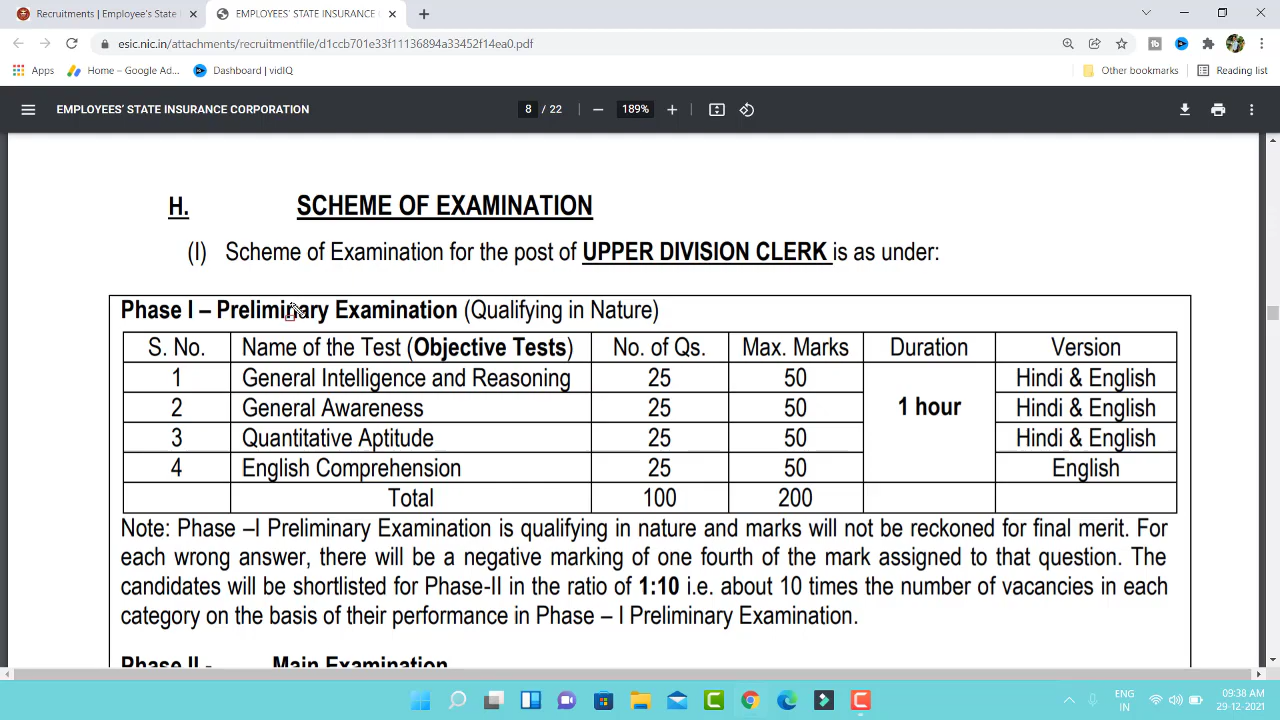 Recruitments | Employee's State
EMPLOYEES' STATE INSURANCE
esic.nic.in/attachments/recruitmentfile/d1ccb701e33f11136894a33452f14ea0.pdf
Apps
Home – Google Ad...
Dashboard | vidIQ
Other bookmarks
Reading list
EMPLOYEES' STATE INSURANCE CORPORATION
8 / 22
189%
H. SCHEME OF EXAMINATION
(I) Scheme of Examination for the post of UPPER DIVISION CLERK is as under:
Phase I – Preliminary Examination (Qualifying in Nature)
S. No. Name of the Test (Objective Tests) No. of Qs. Max. Marks Duration Version
1 General Intelligence and Reasoning 25 50 1 hour Hindi & English
2 General Awareness 25 50 Hindi & English
3 Quantitative Aptitude 25 50 Hindi & English
4 English Comprehension 25 50 English
Total 100 200
Note: Phase –I Preliminary Examination is qualifying in nature and marks will not be reckoned for final merit. For
each wrong answer, there will be a negative marking of one fourth of the mark assigned to that question. The
candidates will be shortlisted for Phase-II in the ratio of 1:10 i.e. about 10 times the number of vacancies in each
category on the basis of their performance in Phase – I Preliminary Examination.
Phase II - Main Examination
ENG
IN
09:38 AM
29-12-2021